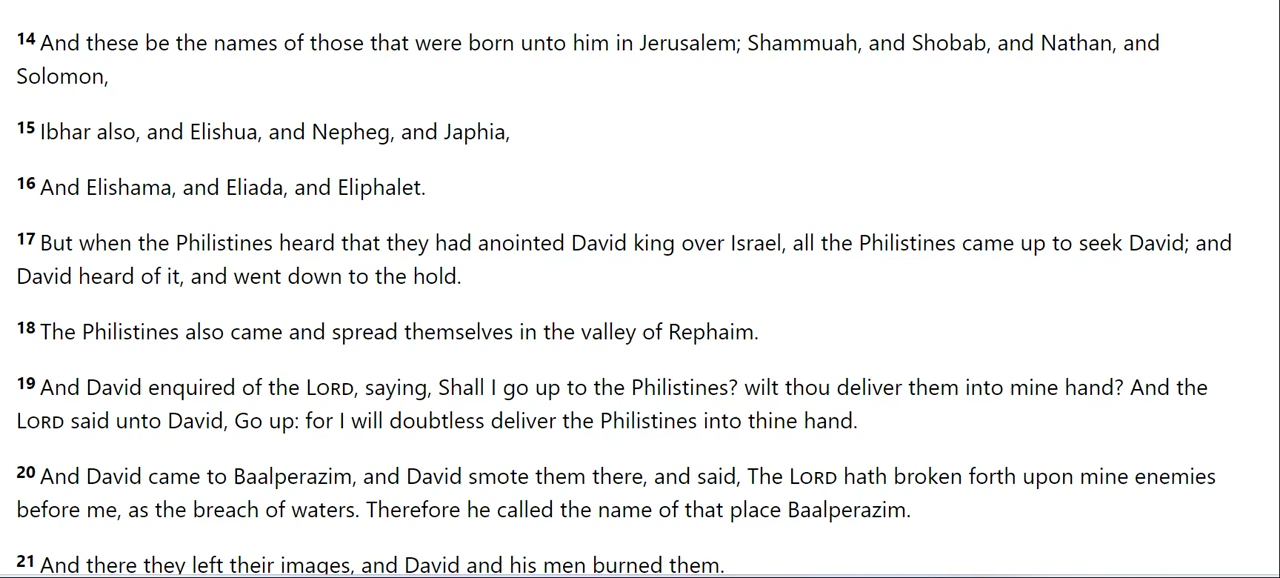 14 And these be the names of those that were born unto him in Jerusalem; Shammuah, and Shobab, and Nathan, and
Solomon,
15 Ibhar also, and Elishua, and Nepheg, and Japhia,
16 And Elishama, and Eliada, and Eliphalet.
17 But when the Philistines heard that they had anointed David king over Israel, all the Philistines came up to seek David; and
David heard of it, and went down to the hold.
18 The Philistines also came and spread themselves in the valley of Rephaim.
19 And David enquired of the LORD, saying, Shall I go up to the Philistines? wilt thou deliver them into mine hand? And the
LORD said unto David, Go up: for I will doubtless deliver the Philistines into thine hand.
20 And David came to Baalperazim, and David smote them there, and said, The LORD hath broken forth upon mine enemies
before me, as the breach of waters. Therefore he called the name of that place Baalperazim.
21 And there they left their images, and David and his men burned them.